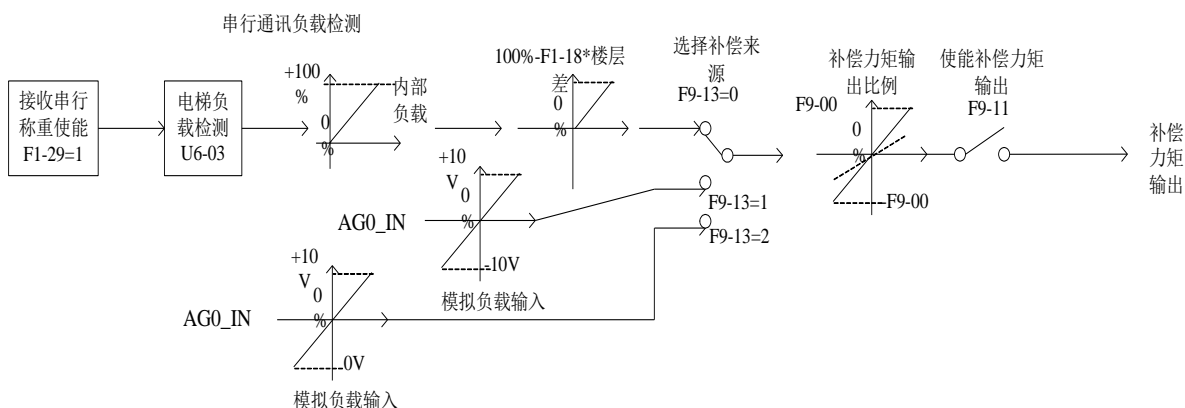 串行通讯负载检测
接收串行
称重使能
F1-29=1
电梯负
载检测
U6-03
+100
%
0
%
内部
负载
100%-F1-18*楼层
差
0
%
选择补偿来
源
F9-13=0
补偿力矩输
出比例
F9-00
0
%
-F9-00
使能补偿力矩
输出
F9-11
补偿
力矩
输出
AG0_IN
+10
V
0
%
-10V
模拟负载输入
F9-13=1
F9-13=2
AG0_IN
+10
V
0
%
0V
模拟负载输入